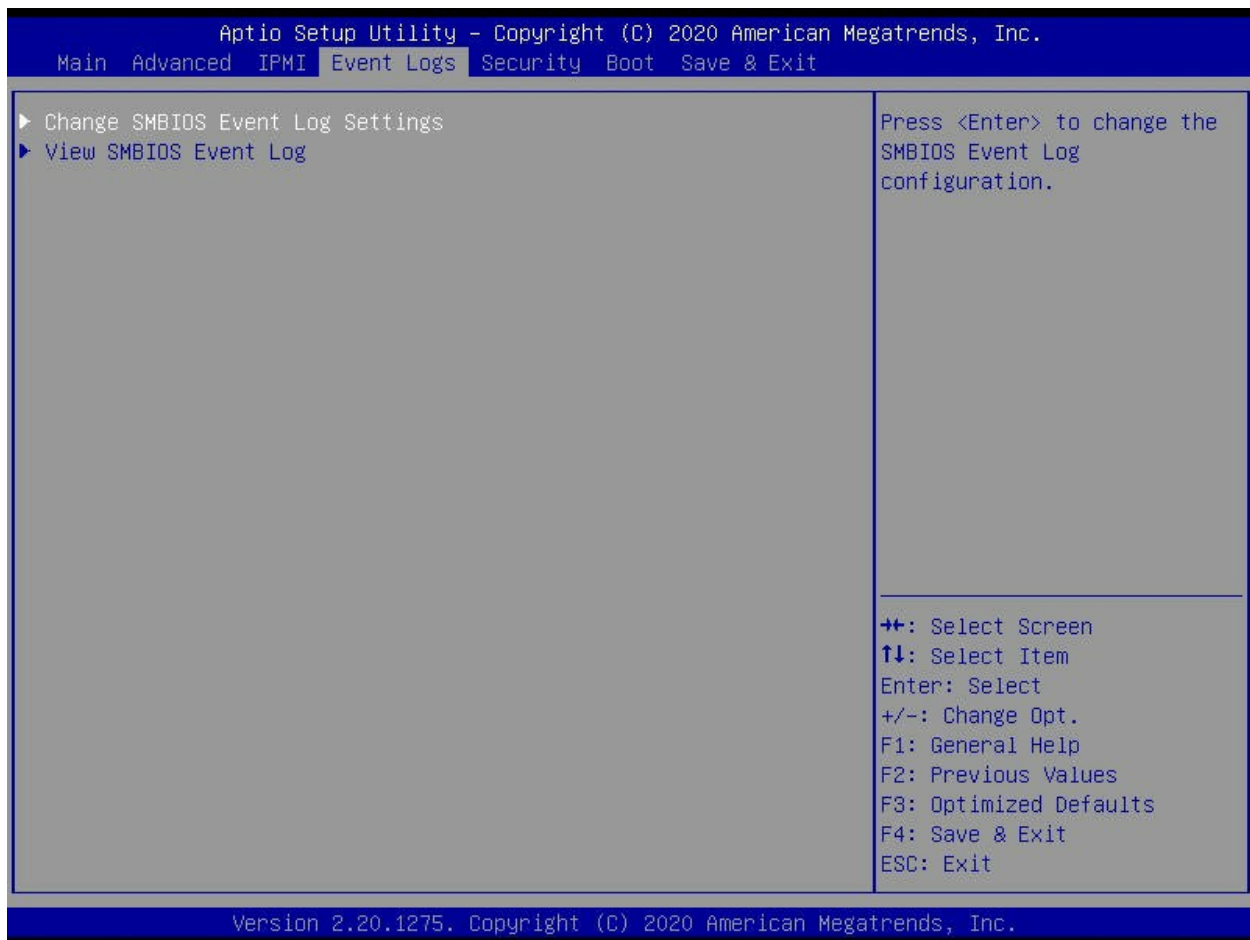 Aptio Setup Utility – Copyright (C) 2020 American Megatrends, Inc.
Main Advanced IPMI Event Logs Security Boot Save & Exit
▶ Change SMBIOS Event Log Settings
▶ View SMBIOS Event Log
Press <Enter> to change the
SMBIOS Event Log
configuration.
→←: Select Screen
↑↓: Select Item
Enter: Select
+/-: Change Opt.
F1: General Help
F2: Previous Values
F3: Optimized Defaults
F4: Save & Exit
ESC: Exit
Version 2.20.1275. Copyright (C) 2020 American Megatrends, Inc.